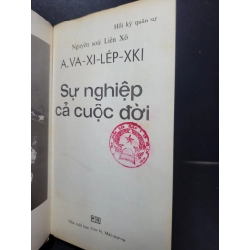 Hồi ký quân sự
Nguyên soái Liên Xô
A.VA-XI-LÉP-XKI
Sự nghiệp
cả cuộc đời